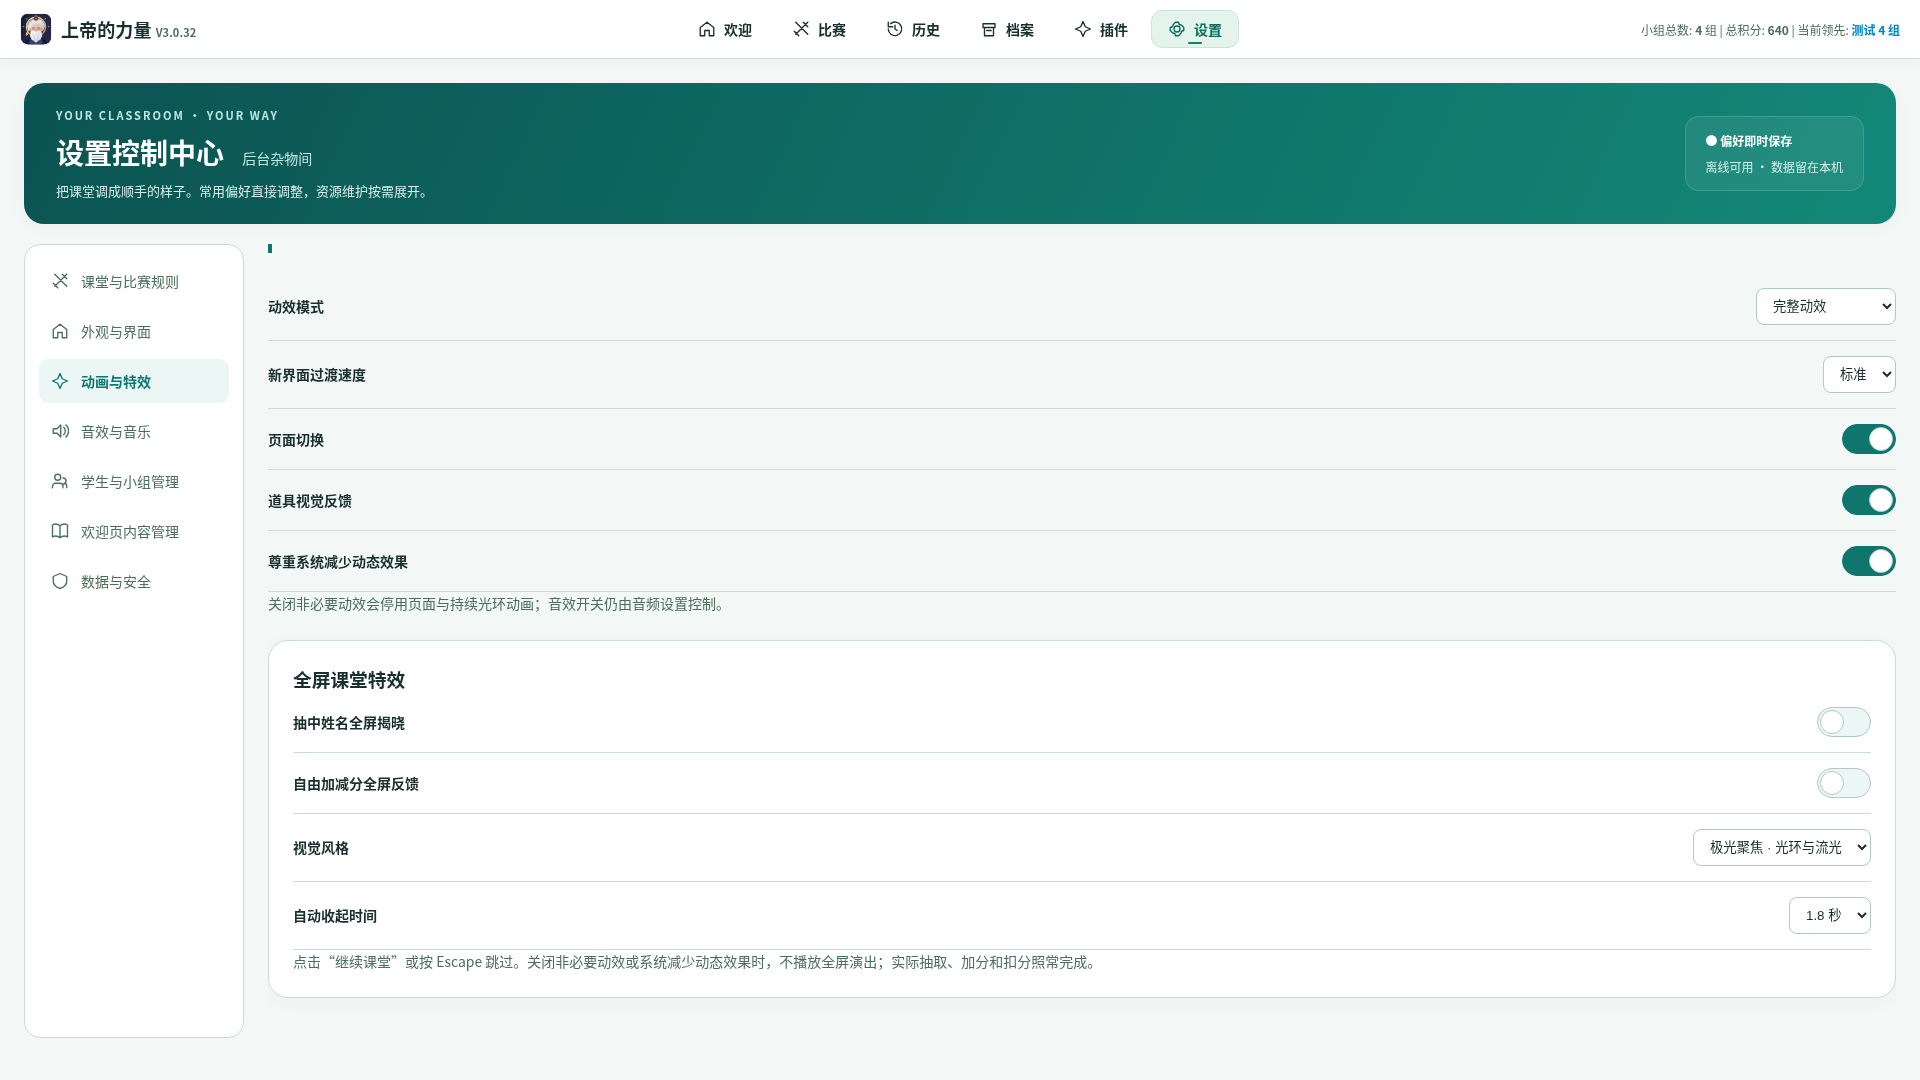 上帝的力量 V3.0.32
欢迎
比赛
历史
档案
插件
设置
小组总数: 4 组 | 总积分: 640 | 当前领先: 测试 4 组
YOUR CLASSROOM · YOUR WAY
设置控制中心 后台杂物间
把课堂调成顺手的样子。常用偏好直接调整，资源维护按需展开。
偏好即时保存
离线可用 · 数据留在本机
课堂与比赛规则
外观与界面
动画与特效
音效与音乐
学生与小组管理
欢迎页内容管理
数据与安全
动效模式
完整动效
新界面过渡速度
标准
页面切换
道具视觉反馈
尊重系统减少动态效果
关闭非必要动效会停用页面与持续光环动画；音效开关仍由音频设置控制。
全屏课堂特效
抽中姓名全屏揭晓
自由加减分全屏反馈
视觉风格
极光聚焦 · 光环与流光
自动收起时间
1.8 秒
点击“继续课堂”或按 Escape 跳过。关闭非必要动效或系统减少动态效果时，不播放全屏演出；实际抽取、加分和扣分照常完成。